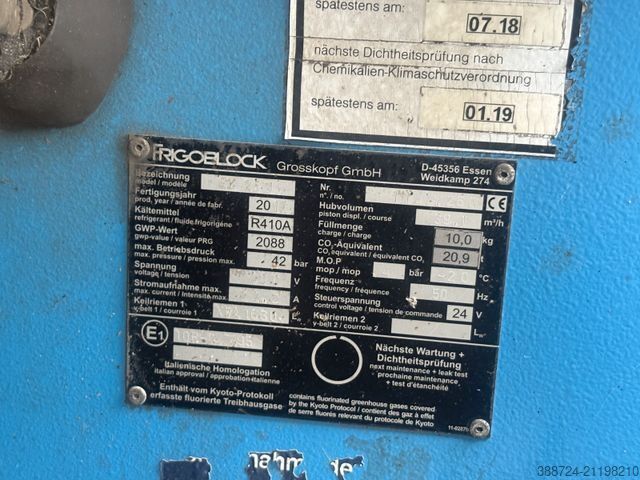 spätestens am: 07.18
nächste Dichtheitsprüfung nach
Chemikalien-Klimaschutzverordnung
spätestens am: 01.19
FRIGOBLOCK Grosskopf GmbH
D-45356 Essen
Weidkamp 274
Bezeichnung
model / modèle
Fertigungsjahr 20
prod. year / année de fabr.
Kältemittel R410A
refrigerant / fluide frigorigène
GWP-Wert 2088
gwp-value / valeur PRG
max. Betriebsdruck 42 bar
max. pressure / pression max.
Spannung V
voltage / tension
Stromaufnahme max. A
max. current / Intensité max.
Keilriemen 1
v-belt 1 / courroie 1
Nr.
n°. / no.
CE
Hubvolumen m³/h
piston displ. / course
Füllmenge 10,0 kg
charge / charge
CO₂-Äquivalent 20,9 t
CO₂ equivalent / équivalent CO₂
M.O.P bar °C
mop / mop
Frequenz Hz
frequency / fréquence
Steuerspannung 24 V
control voltage / tension de commande
Keilriemen 2
v-belt 2 / courroie 2
E1
Italienische Homologation
italian approval / approbation-italienne
Nächste Wartung +
Dichtheitsprüfung
next maintenance + leak test
prochaine maintenance +
+ test d'étanchéité
Enthält vom Kyoto-Protokoll
erfasste fluorierte Treibhausgase
contains fluorinated greenhouse gases covered
by the Kyoto Protocol / contient des gaz à effet
de serre fluorés relevant du protocole de Kyoto
388724-21198210